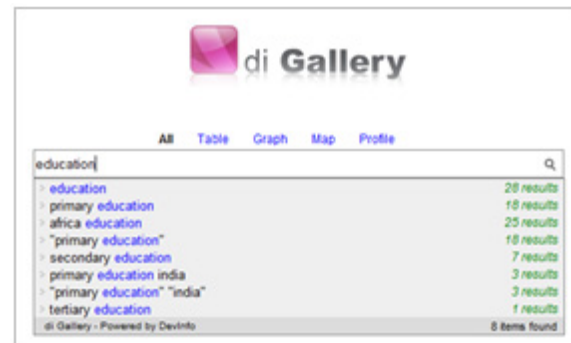 di Gallery
All Table Graph Map Profile
education
> education 28 results
> primary education 18 results
> africa education 25 results
> "primary education" 18 results
> secondary education 7 results
> primary education india 3 results
> "primary education" "india" 3 results
> tertiary education 1 results
di Gallery - Powered by DevInfo 8 items found